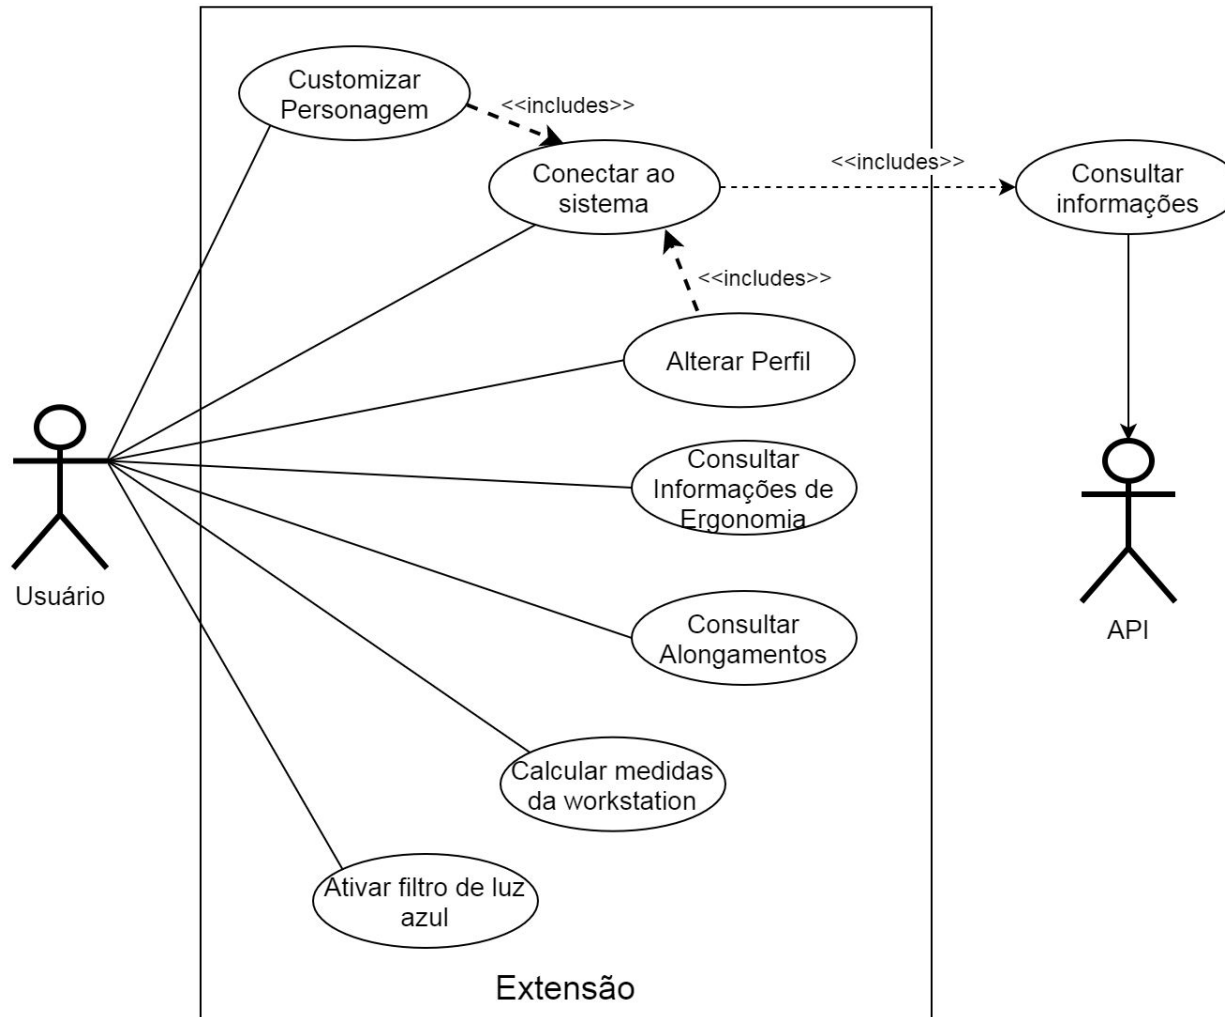 Customizar
Personagem
<<includes>>
Conectar ao
sistema
<<includes>>
Consultar
informações
<<includes>>
Alterar Perfil
Consultar
Informações de
Ergonomia
Usuário
Consultar
Alongamentos
API
Calcular medidas
da workstation
Ativar filtro de luz
azul
Extensão